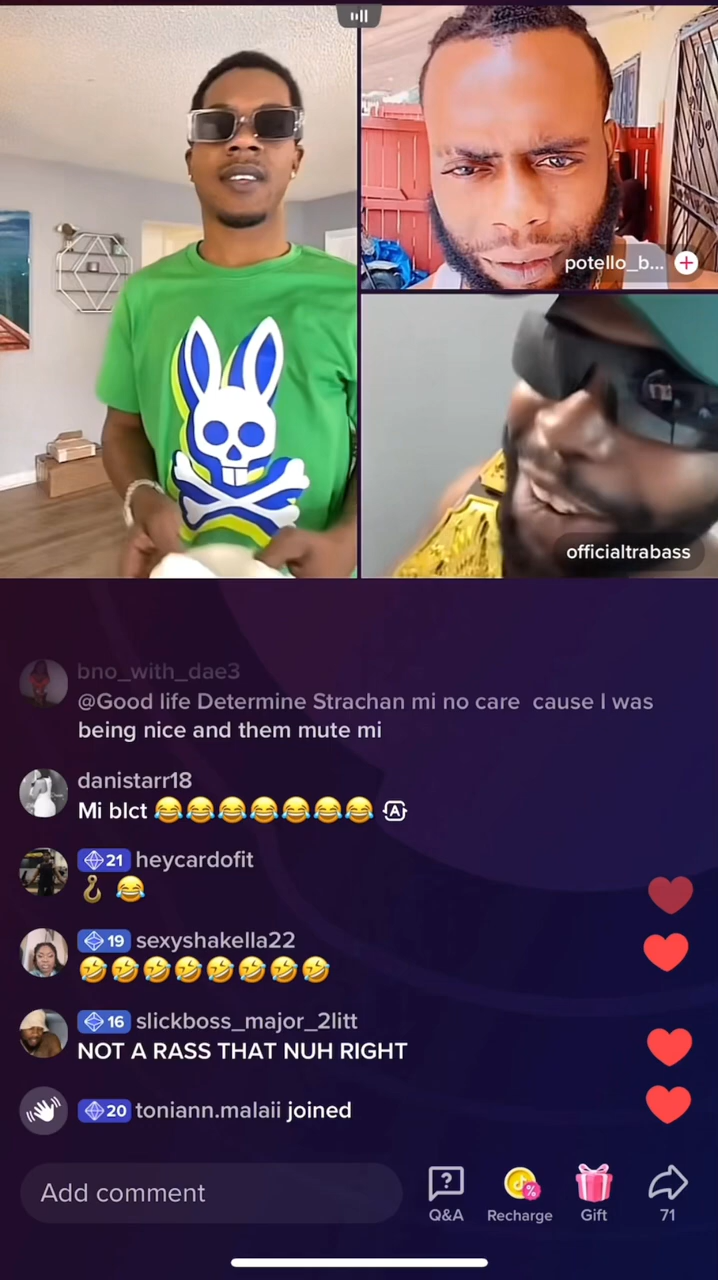 potello_b...
officialtrabass
bno_with_dae3
@Good life Determine Strachan mi no care  cause I was
being nice and them mute mi
danistarr18
Mi blct 😂😂😂😂😂😂😂 A
21 heycardofit
🪝 😂
19 sexyshakella22
🤣🤣🤣🤣🤣🤣🤣🤣
16 slickboss_major_2litt
NOT A RASS THAT NUH RIGHT
20 toniann.malaii joined
Add comment
Q&A
Recharge
Gift
71